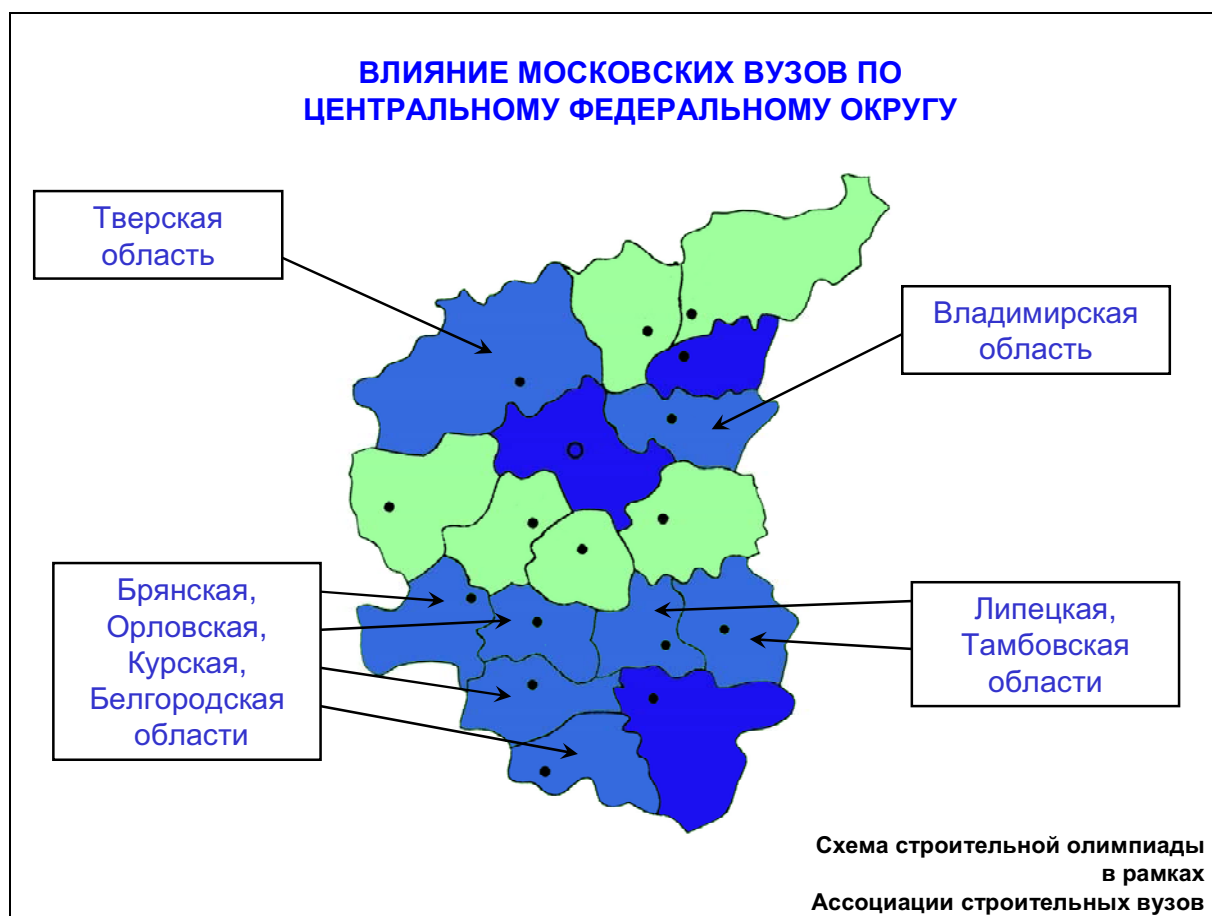 ВЛИЯНИЕ МОСКОВСКИХ ВУЗОВ ПО
ЦЕНТРАЛЬНОМУ ФЕДЕРАЛЬНОМУ ОКРУГУ
Тверская
область
Владимирская
область
Брянская,
Орловская,
Курская,
Белгородская
области
Липецкая,
Тамбовская
области
Схема строительной олимпиады
в рамках
Ассоциации строительных вузов